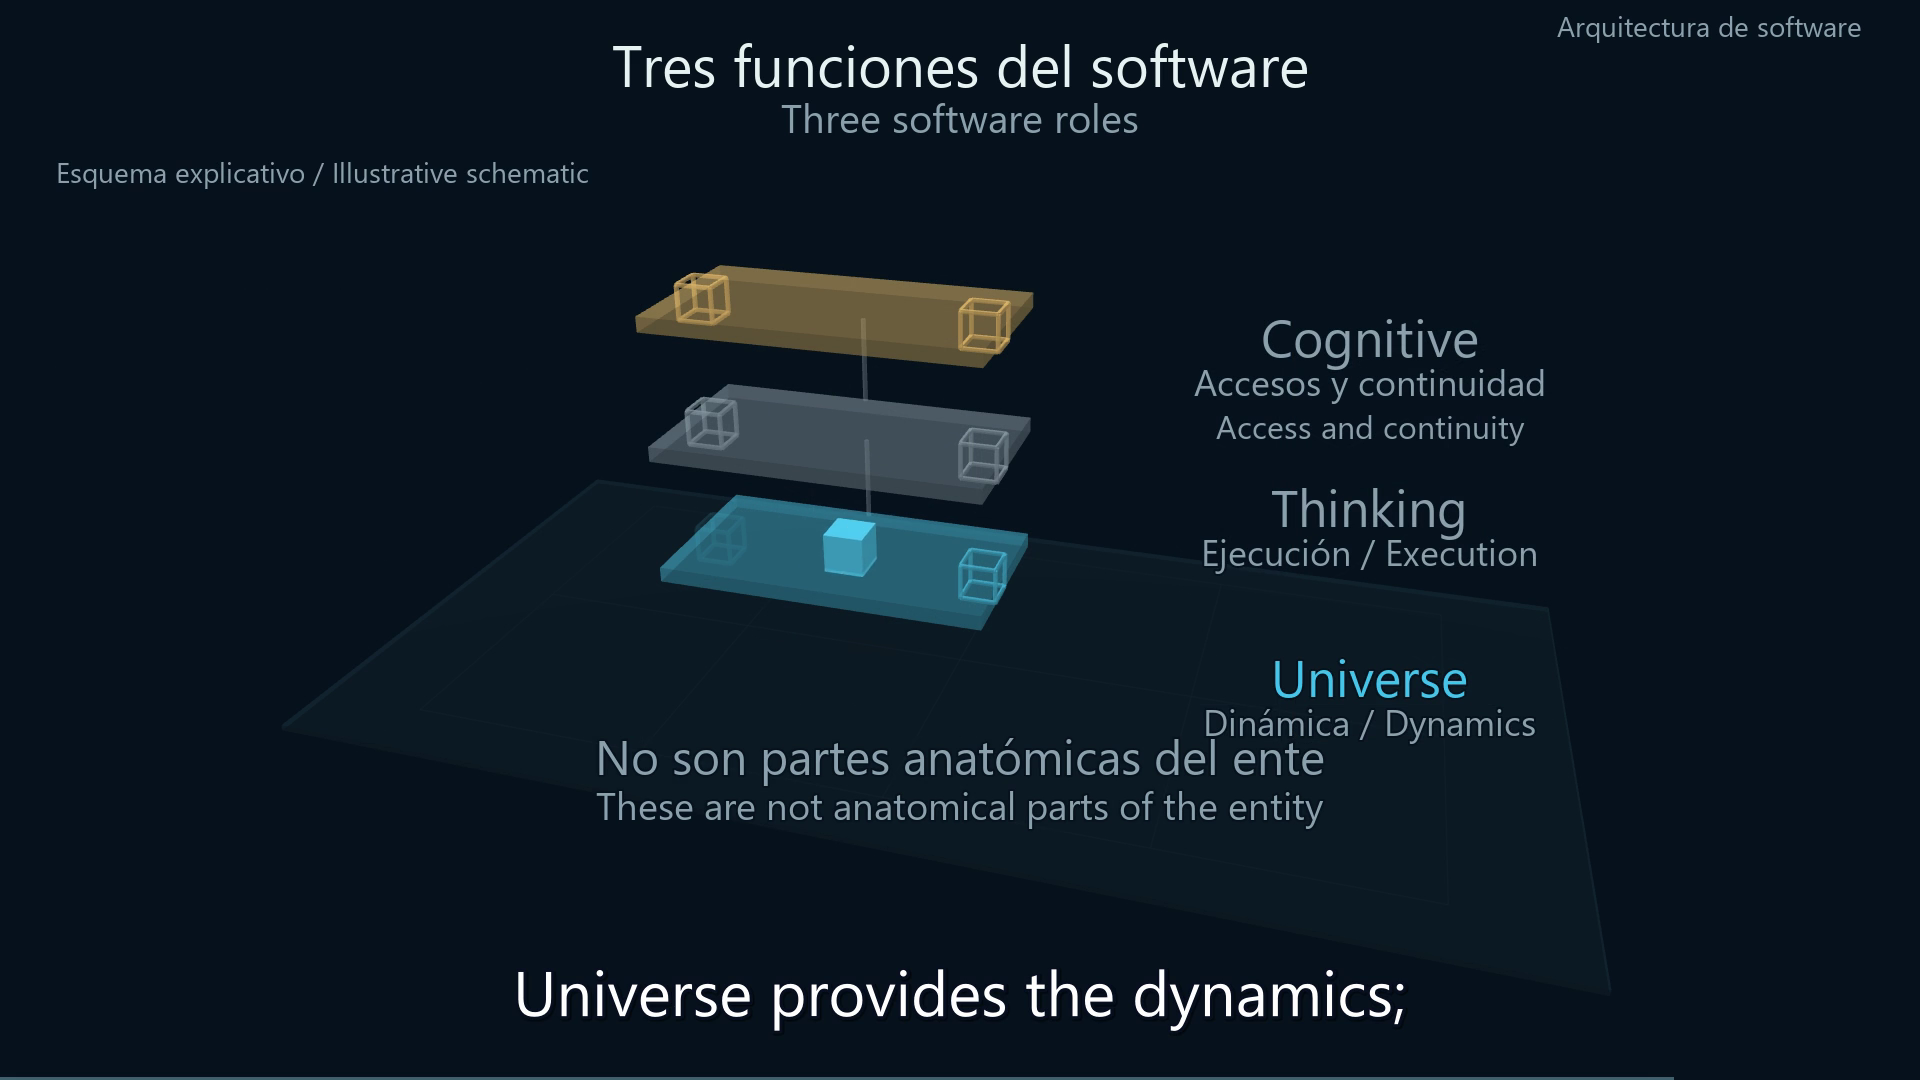 Arquitectura de software
Tres funciones del software
Three software roles
Esquema explicativo / Illustrative schematic
Cognitive
Accesos y continuidad
Access and continuity
Thinking
Ejecución / Execution
Universe
Dinámica / Dynamics
No son partes anatómicas del ente
These are not anatomical parts of the entity
Universe provides the dynamics;